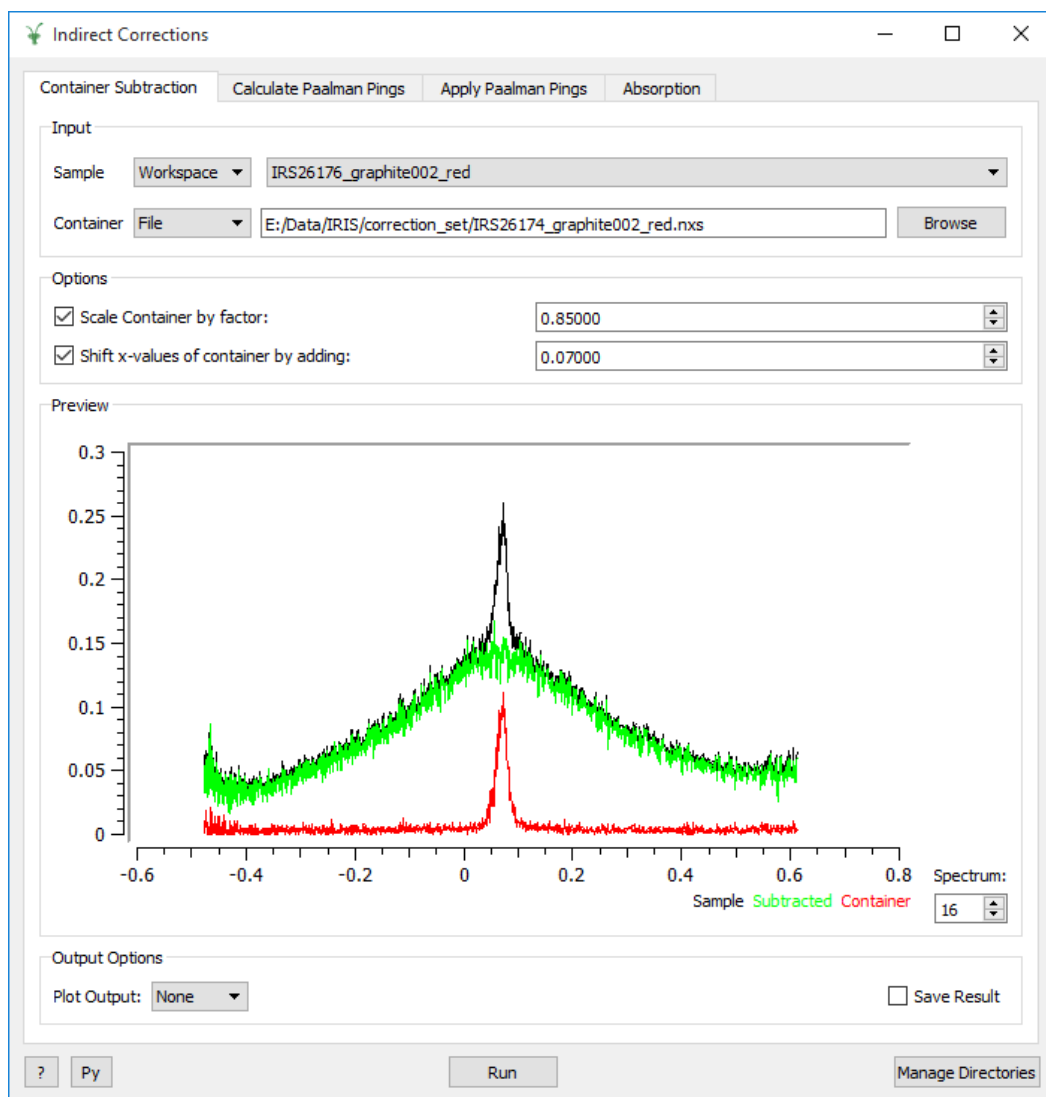 Indirect Corrections
Container Subtraction Calculate Paalman Pings Apply Paalman Pings Absorption
Input
Sample Workspace IRS26176_graphite002_red
Container File E:/Data/IRIS/correction_set/IRS26174_graphite002_red.nxs Browse
Options
Scale Container by factor: 0.85000
Shift x-values of container by adding: 0.07000
Preview
0.3
0.25
0.2
0.15
0.1
0.05
0
-0.6 -0.4 -0.2 0 0.2 0.4 0.6 0.8 Spectrum:
Sample Subtracted Container 16
Output Options
Plot Output: None Save Result
? Py Run Manage Directories